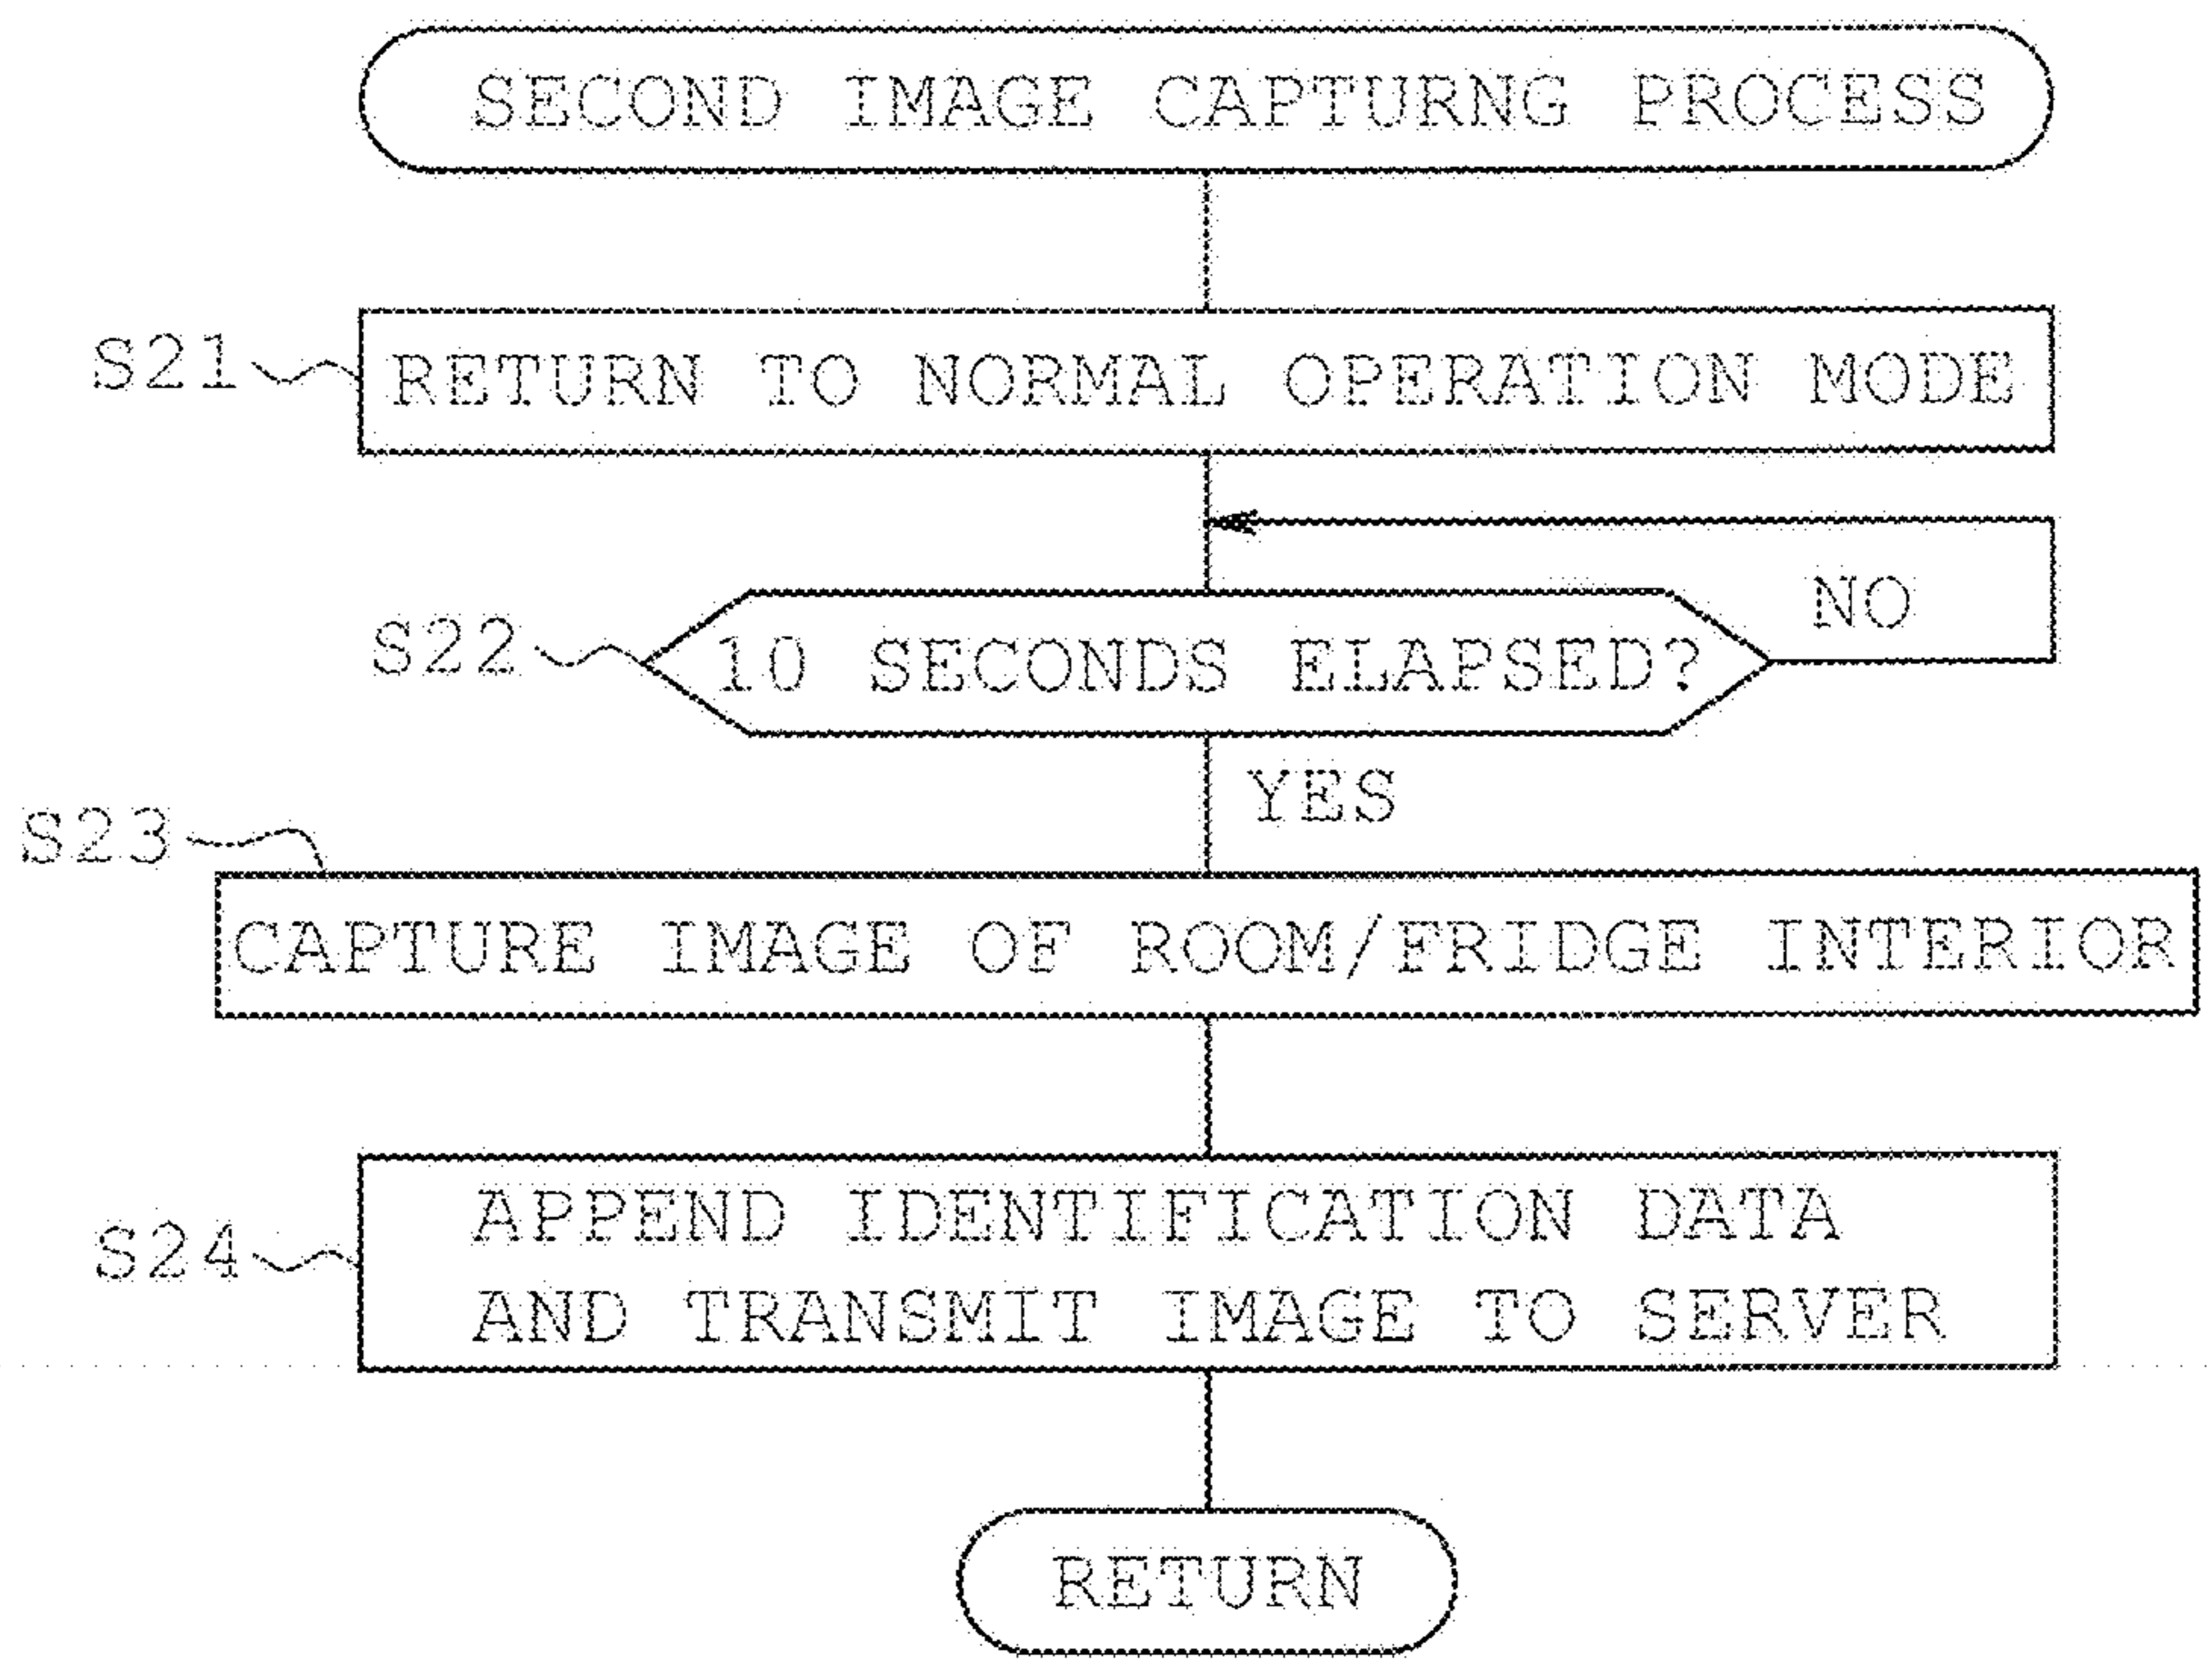 SECOND IMAGE CAPTURNG PROCESS
S21
RETURN TO NORMAL OPERATION MODE
NO
S22
10 SECONDS ELAPSED?
YES
S23
CAPTURE IMAGE OF ROOM/FRIDGE INTERIOR
S24
APPEND IDENTIFICATION DATA
AND TRANSMIT IMAGE TO SERVER
RETURN